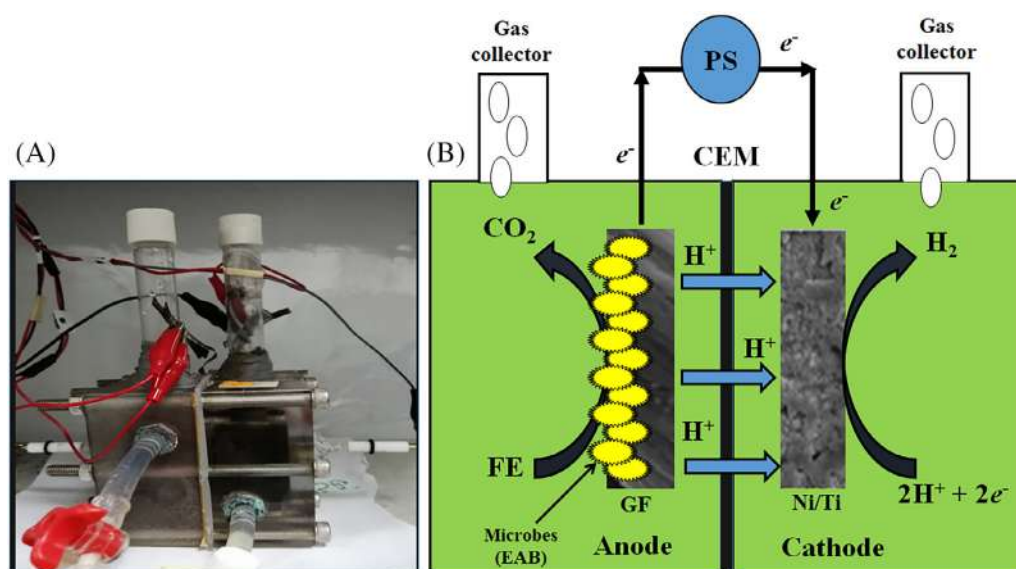 (A)
(B)
Gas
collector
PS
e-
e-
Gas
collector
e-
CEM
CO₂
H⁺
H⁺
H⁺
H₂
FE
GF
Ni/Ti
2H⁺ + 2e-
Microbes
(EAB)
Anode
Cathode